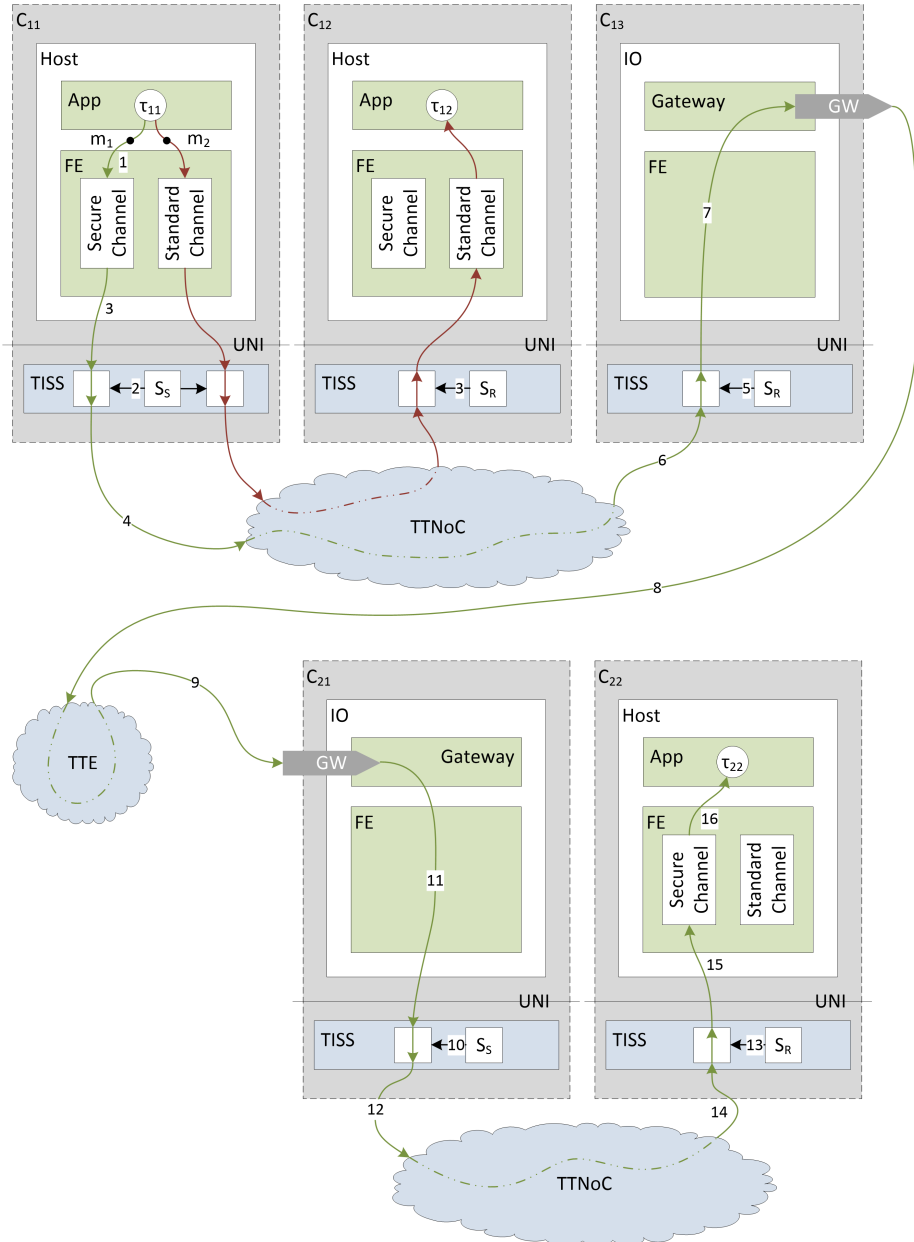 C11
Host
App
τ11
m1
m2
1
FE
Secure Channel
Standard Channel
3
UNI
TISS
2
SS
C12
Host
App
τ12
FE
Secure Channel
Standard Channel
UNI
TISS
3
SR
C13
IO
Gateway
GW
FE
7
UNI
TISS
5
SR
4
6
TTNoC
8
9
TTE
C21
IO
GW
Gateway
FE
11
UNI
TISS
10
SS
C22
Host
App
τ22
16
FE
Secure Channel
Standard Channel
15
UNI
TISS
13
SR
12
14
TTNoC